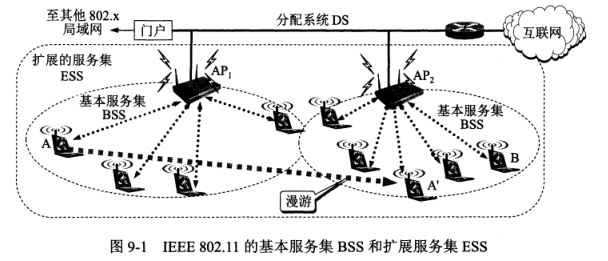 至其他 802.x
局域网
门户
分配系统 DS
互联网
扩展的服务集
ESS
AP₁
AP₂
基本服务集
BSS
基本服务集
BSS
A
B
A'
漫游
图 9-1 IEEE 802.11 的基本服务集 BSS 和扩展服务集 ESS